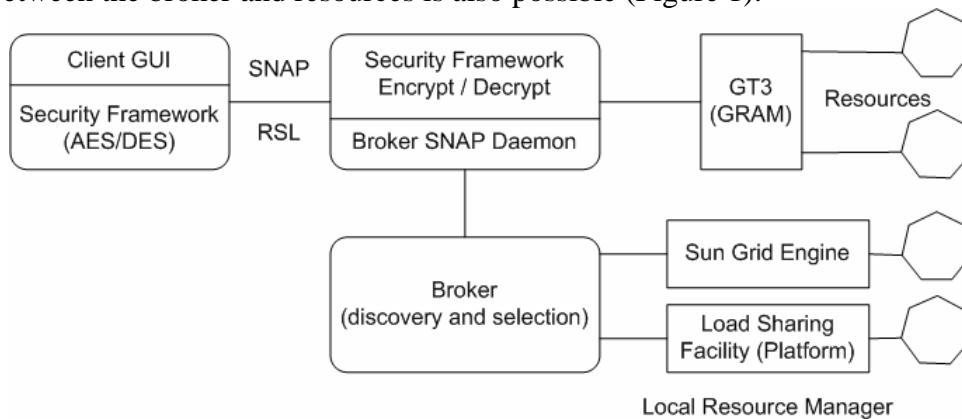 etween the broker and resources is also possible (Figure 1).
Client GUI
Security Framework
(AES/DES)
SNAP
RSL
Security Framework
Encrypt / Decrypt
Broker SNAP Daemon
GT3
(GRAM)
Resources
Broker
(discovery and selection)
Sun Grid Engine
Load Sharing
Facility (Platform)
Local Resource Manager